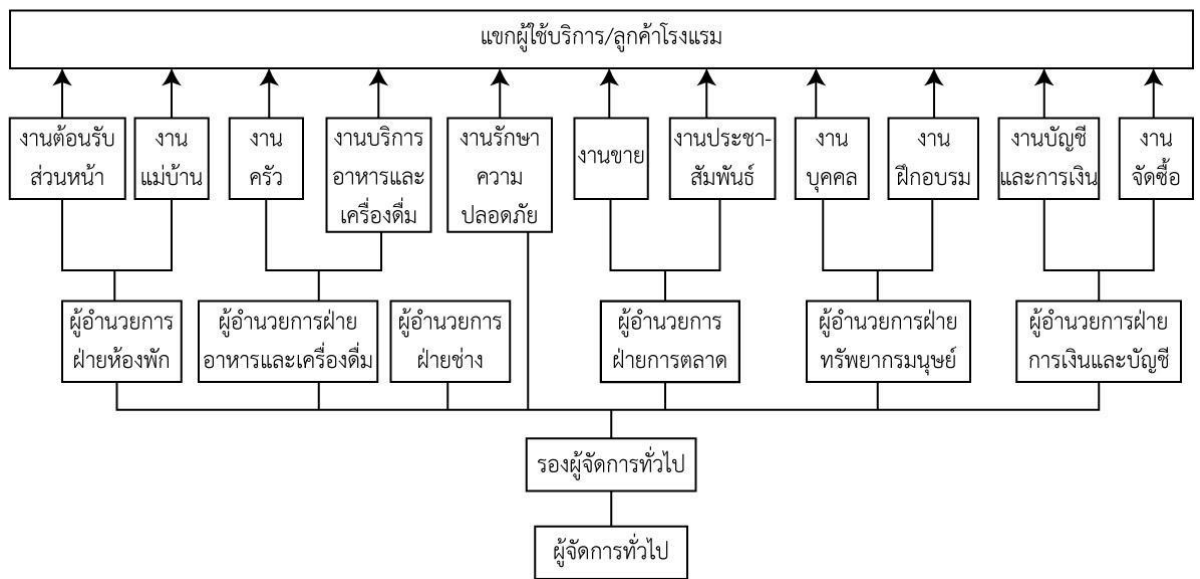 แขกผู้ใช้บริการ/ลูกค้าโรงแรม
งานต้อนรับ
ส่วนหน้า
งาน
แม่บ้าน
งาน
ครัว
งานบริการ
อาหารและ
เครื่องดื่ม
งานรักษา
ความ
ปลอดภัย
งานขาย
งานประชา-
สัมพันธ์
งาน
บุคคล
งาน
ฝึกอบรม
งานบัญชี
และการเงิน
งาน
จัดซื้อ
ผู้อำนวยการ
ฝ่ายห้องพัก
ผู้อำนวยการฝ่าย
อาหารและเครื่องดื่ม
ผู้อำนวยการ
ฝ่ายช่าง
ผู้อำนวยการ
ฝ่ายการตลาด
ผู้อำนวยการฝ่าย
ทรัพยากรมนุษย์
ผู้อำนวยการฝ่าย
การเงินและบัญชี
รองผู้จัดการทั่วไป
ผู้จัดการทั่วไป